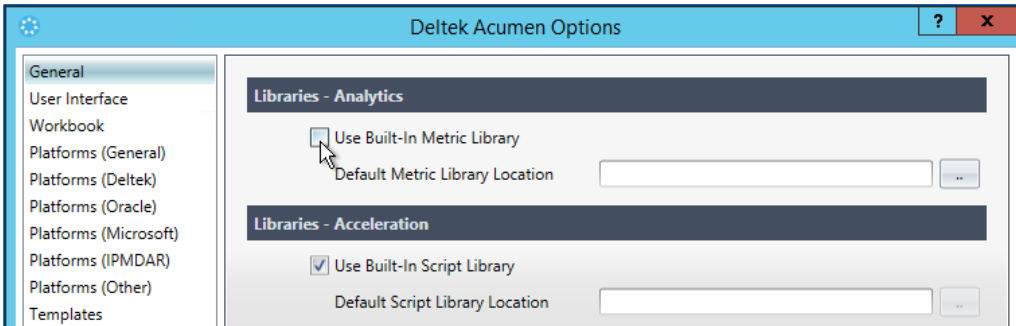 Deltek Acumen Options
? x
General
User Interface
Workbook
Platforms (General)
Platforms (Deltek)
Platforms (Oracle)
Platforms (Microsoft)
Platforms (IPMDAR)
Platforms (Other)
Templates
Libraries - Analytics
Use Built-In Metric Library
Default Metric Library Location ..
Libraries - Acceleration
Use Built-In Script Library
Default Script Library Location ..